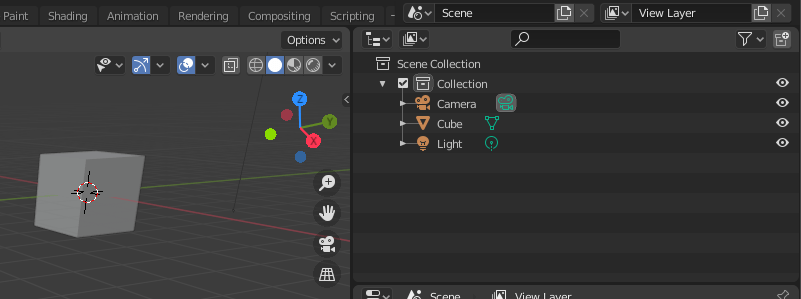 Paint Shading Animation Rendering Compositing Scripting Scene View Layer
Options
Scene Collection
Collection
Camera
Cube
Light
Z
Y
X
Scene View Layer